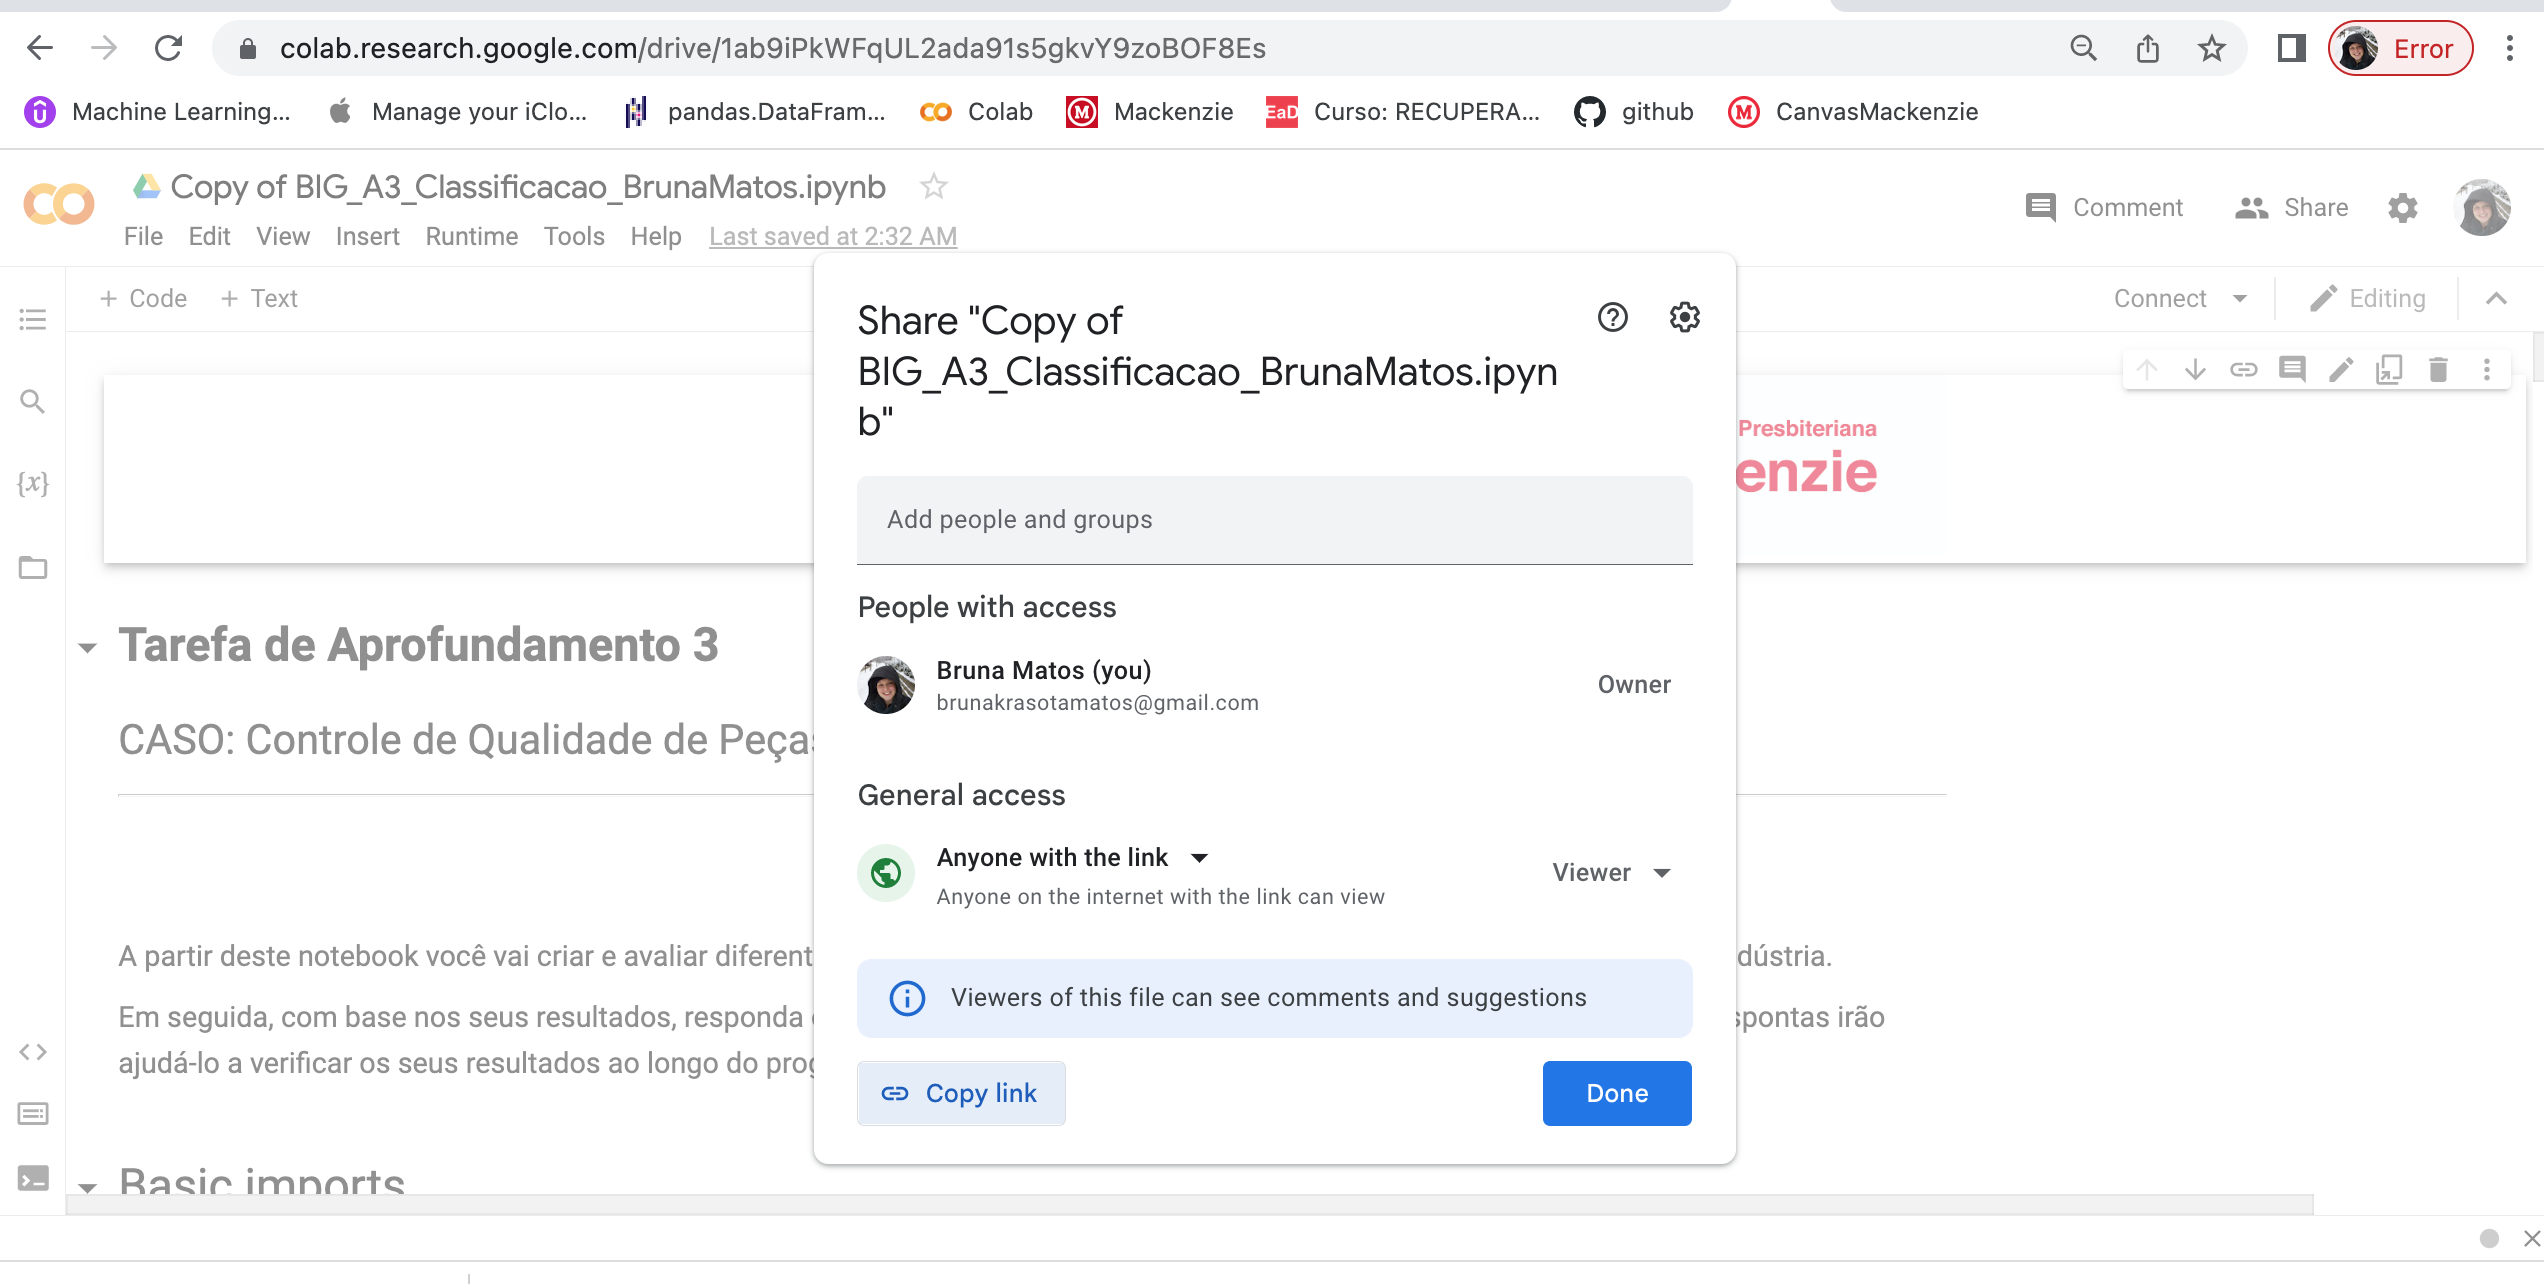 colab.research.google.com/drive/1ab9iPkWFqUL2ada91s5gkvY9zoBOF8Es
Error
Machine Learning...
Manage your iClo...
pandas.DataFram...
Colab
Mackenzie
EaD
Curso: RECUPERA...
github
CanvasMackenzie
Copy of BIG_A3_Classificacao_BrunaMatos.ipynb
File Edit View Insert Runtime Tools Help Last saved at 2:32 AM
Comment
Share
+ Code + Text
Connect
Editing
{x}
Presbiteriana
enzie
Share "Copy of
BIG_A3_Classificacao_BrunaMatos.ipyn
b"
Add people and groups
People with access
Bruna Matos (you)
brunakrasotamatos@gmail.com
Owner
General access
Anyone with the link
Anyone on the internet with the link can view
Viewer
Viewers of this file can see comments and suggestions
Copy link
Done
Tarefa de Aprofundamento 3
CASO: Controle de Qualidade de Peças
A partir deste notebook você vai criar e avaliar diferent dústria.
Em seguida, com base nos seus resultados, responda spontas irão
ajudá-lo a verificar os seus resultados ao longo do prog
Basic imports